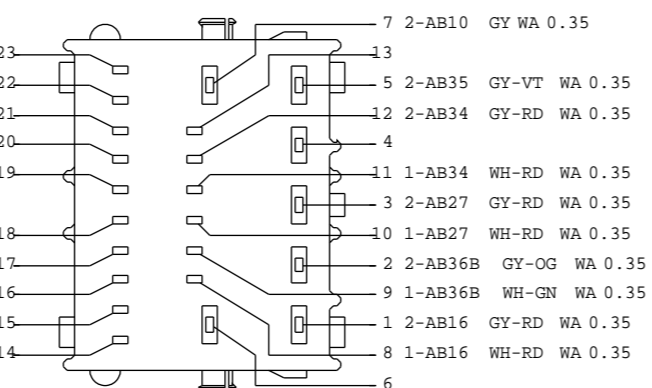 7 2-AB10 GY WA 0.35
23
13
22
5 2-AB35 GY-VT WA 0.35
21
12 2-AB34 GY-RD WA 0.35
20
4
19
11 1-AB34 WH-RD WA 0.35
3 2-AB27 GY-RD WA 0.35
18
10 1-AB27 WH-RD WA 0.35
17
2 2-AB36B GY-OG WA 0.35
16
9 1-AB36B WH-GN WA 0.35
15
1 2-AB16 GY-RD WA 0.35
14
8 1-AB16 WH-RD WA 0.35
6